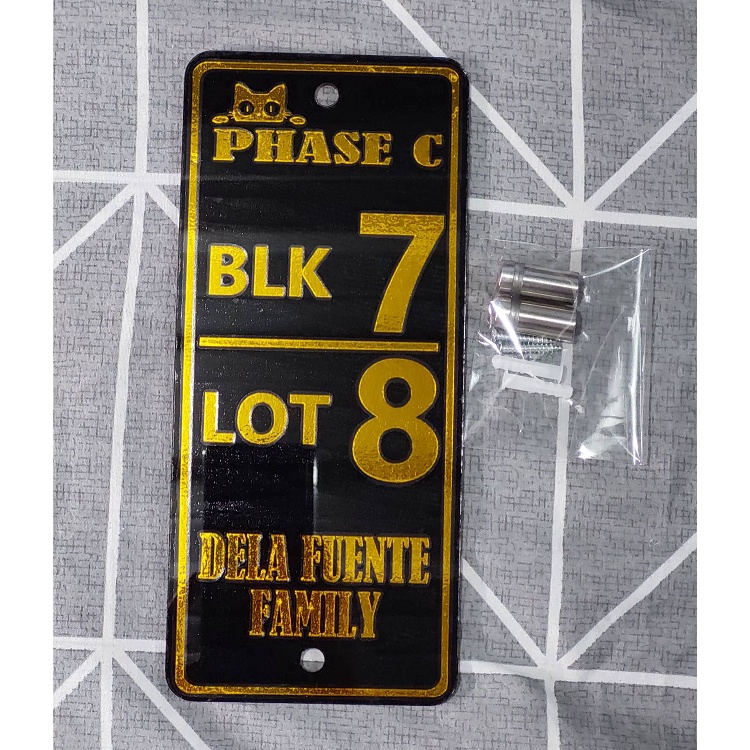 PHASE C
BLK 7
LOT 8
DELA FUENTE
FAMILY